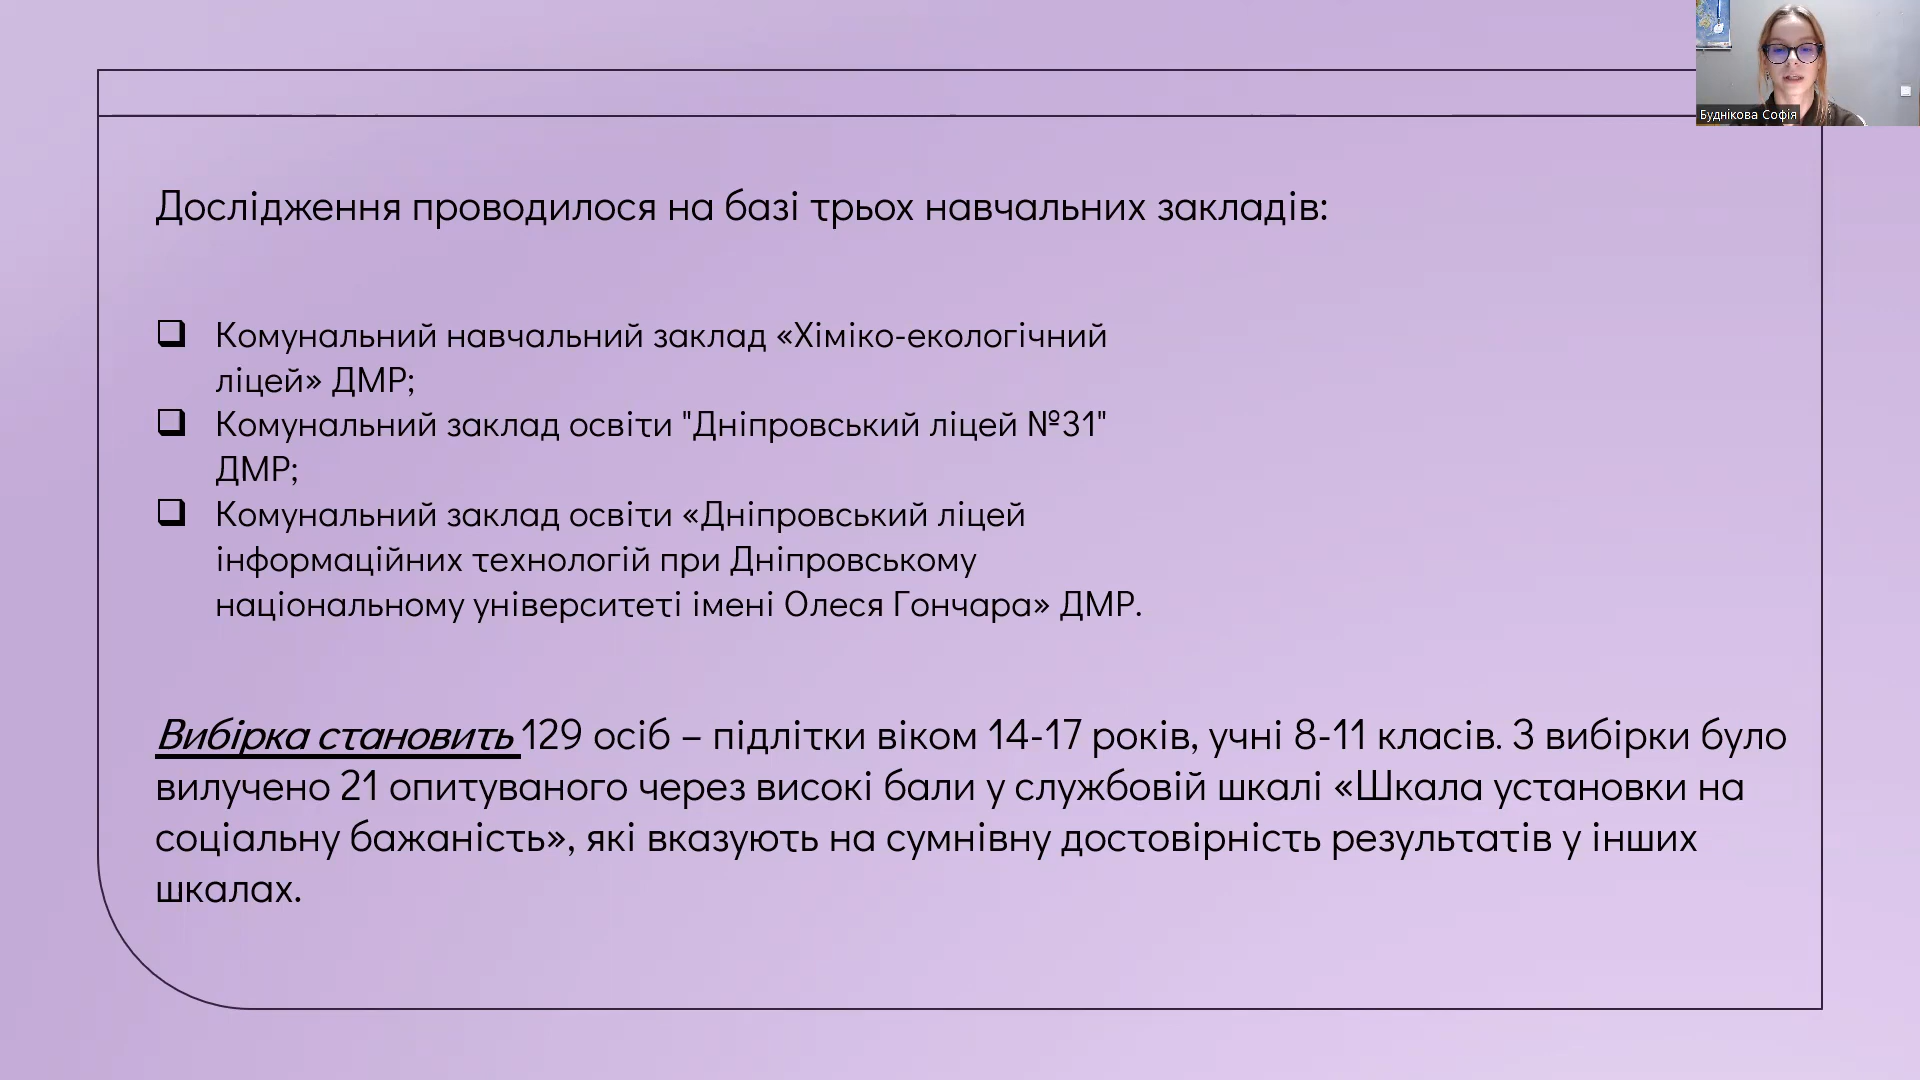 Буднікова Софія
Дослідження проводилося на базі трьох навчальних закладів:
Комунальний навчальний заклад «Хіміко-екологічний
ліцей» ДМР;
Комунальний заклад освіти "Дніпровський ліцей №31"
ДМР;
Комунальний заклад освіти «Дніпровський ліцей
інформаційних технологій при Дніпровському
національному університеті імені Олеся Гончара» ДМР.
Вибірка становить 129 осіб – підлітки віком 14-17 років, учні 8-11 класів. З вибірки було
вилучено 21 опитуваного через високі бали у службовій шкалі «Шкала установки на
соціальну бажаність», які вказують на сумнівну достовірність результатів у інших
шкалах.